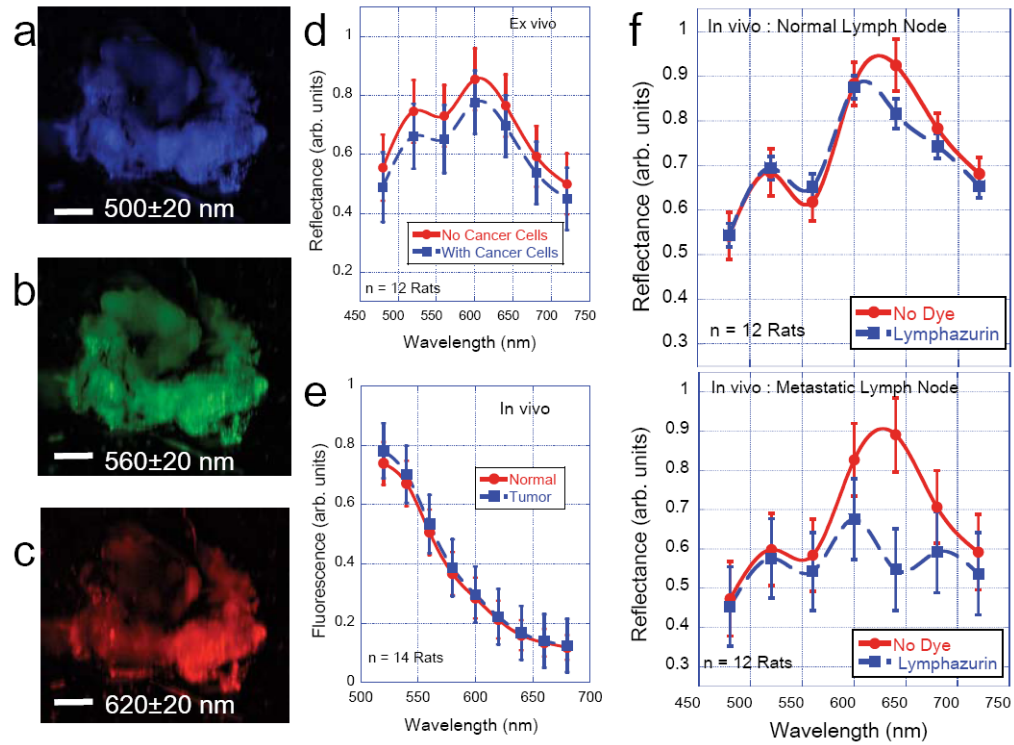 a
500±20 nm
b
560±20 nm
c
620±20 nm
d
Ex vivo
Reflectance (arb. units)
1
0.8
0.6
0.4
0.2
No Cancer Cells
With Cancer Cells
n = 12 Rats
450 500 550 600 650 700 750
Wavelength (nm)
e
In vivo
Fluorescence (arb. units)
1
0.8
0.6
0.4
0.2
0
Normal
Tumor
n = 14 Rats
500 550 600 650 700
Wavelength (nm)
f
In vivo : Normal Lymph Node
Reflectance (arb. units)
1
0.9
0.8
0.7
0.6
0.5
0.4
0.3
No Dye
Lymphazurin
n = 12 Rats
In vivo : Metastatic Lymph Node
Reflectance (arb. units)
1
0.9
0.8
0.7
0.6
0.5
0.4
0.3
No Dye
Lymphazurin
n = 12 Rats
450 500 550 600 650 700 750
Wavelength (nm)